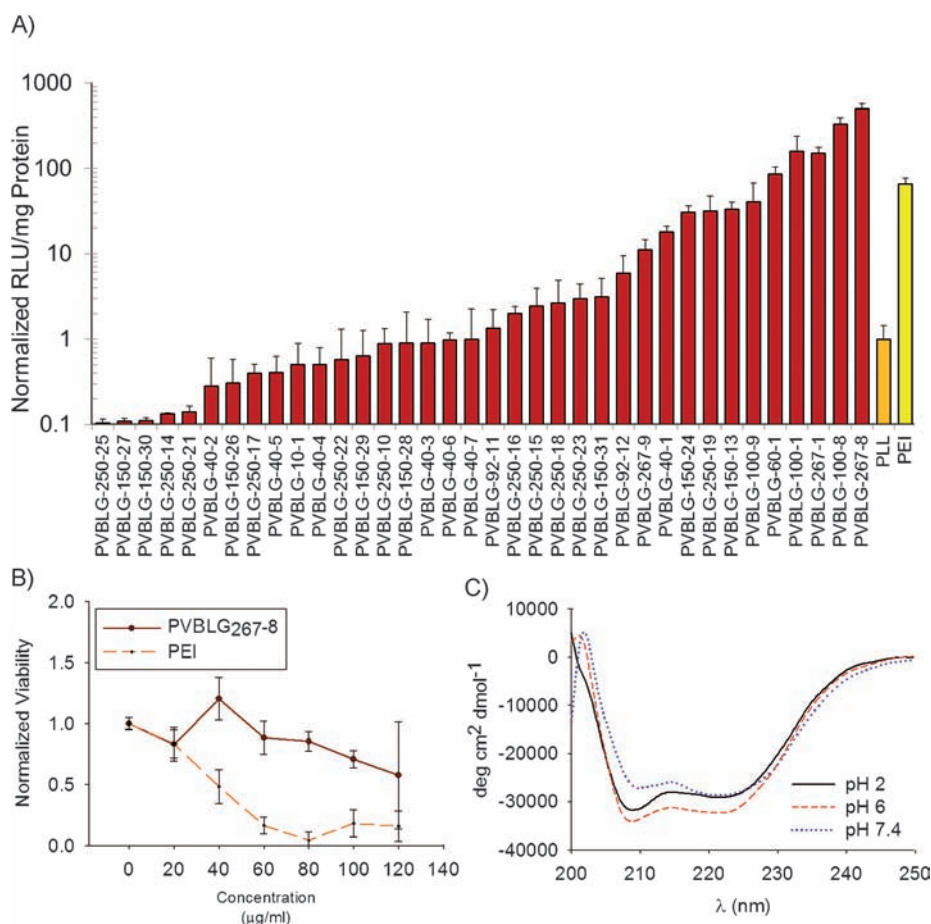 A)
Normalized RLU/mg Protein
1000
100
10
1
0.1
PVBLG-250-25
PVBLG-150-27
PVBLG-150-30
PVBLG-250-14
PVBLG-250-21
PVBLG-40-2
PVBLG-150-26
PVBLG-250-17
PVBLG-40-5
PVBLG-10-1
PVBLG-40-4
PVBLG-250-22
PVBLG-150-29
PVBLG-250-10
PVBLG-150-28
PVBLG-40-3
PVBLG-40-6
PVBLG-40-7
PVBLG-92-11
PVBLG-250-16
PVBLG-250-15
PVBLG-250-18
PVBLG-250-23
PVBLG-150-31
PVBLG-92-12
PVBLG-267-9
PVBLG-40-1
PVBLG-150-24
PVBLG-250-19
PVBLG-150-13
PVBLG-100-9
PVBLG-60-1
PVBLG-100-1
PVBLG-267-1
PVBLG-100-8
PVBLG-267-8
PLL
PEI
B)
Normalized Viability
2.0
1.5
1.0
0.5
0.0
PVBLG267-8
PEI
0 20 40 60 80 100 120 140
Concentration
(µg/ml)
C)
deg cm2 dmol-1
10000
0
-10000
-20000
-30000
-40000
pH 2
pH 6
pH 7.4
200 210 220 230 240 250
λ (nm)